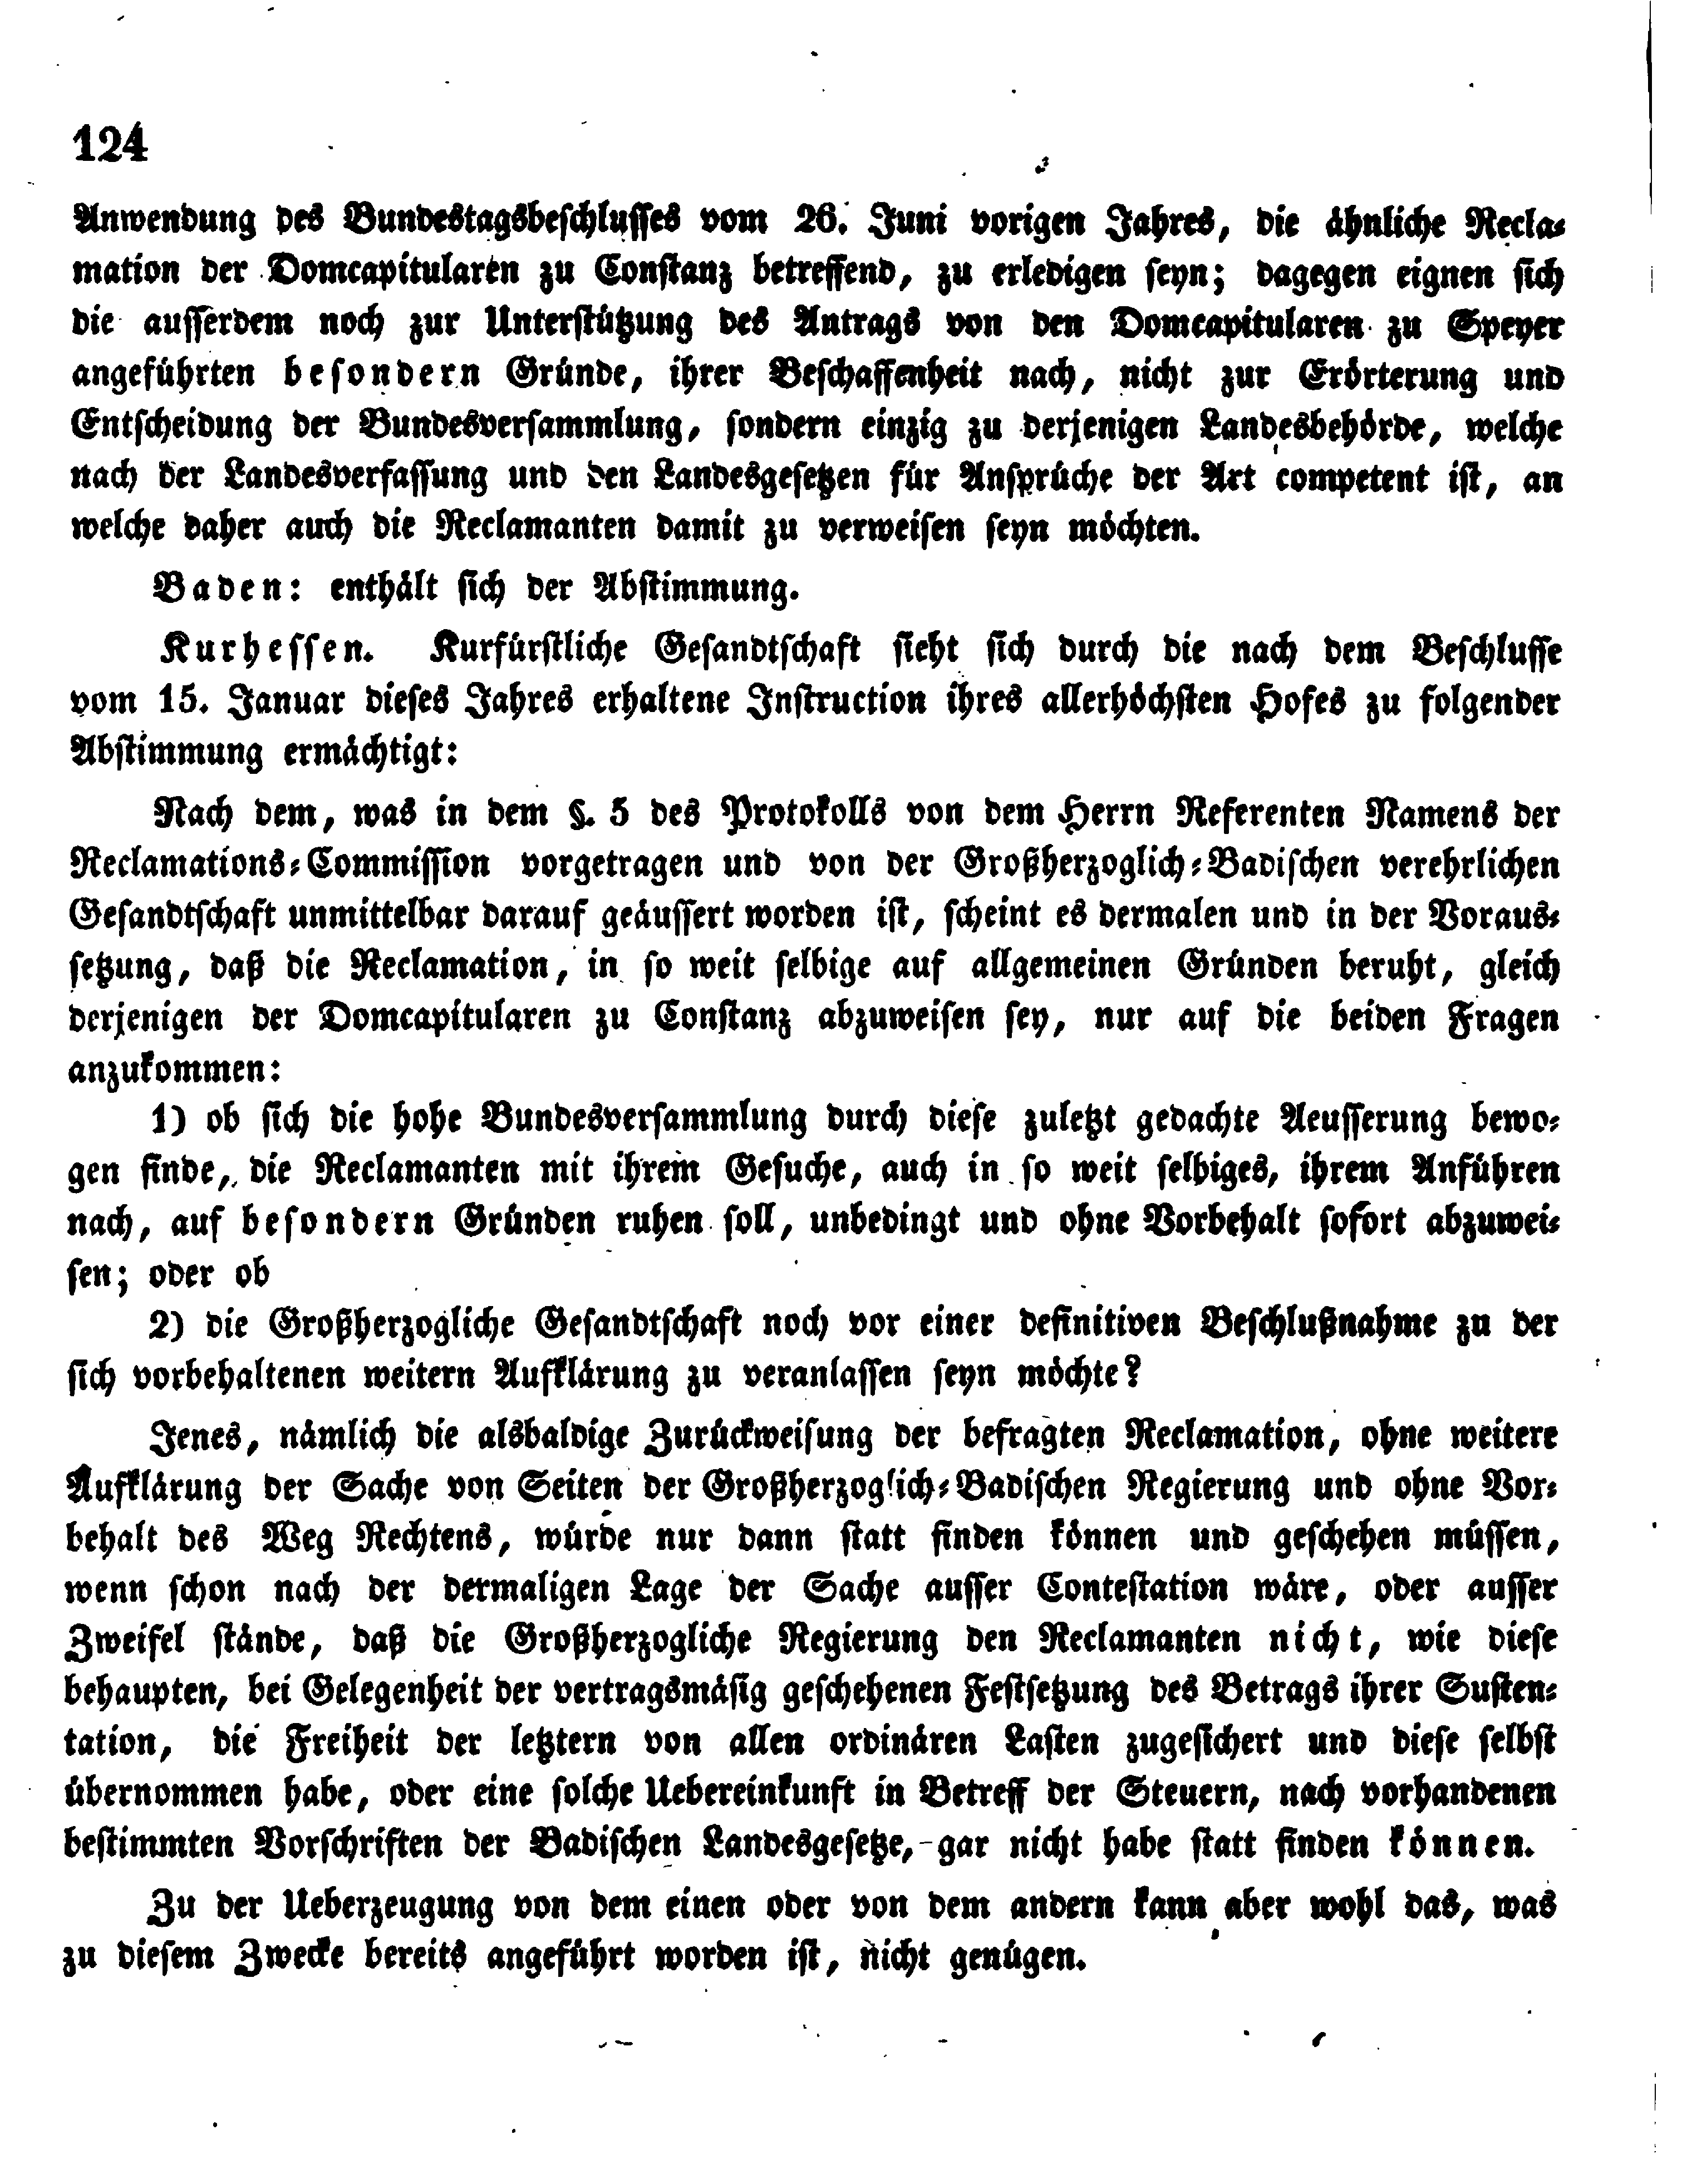 124
Anwendung des Bundestagsbeschlusses vom 26. Juni vorigen Jahres, die ähnliche Recla-
mation der Domcapitularen zu Constanz betreffend, zu erledigen seyn; dagegen eignen sich
die ausserdem noch zur Unterstützung des Antrags von den Domcapitularen zu Speyer
angeführten besondern Gründe, ihrer Beschaffenheit nach, nicht zur Erörterung und
Entscheidung der Bundesversammlung, sondern einzig zu derjenigen Landesbehörde, welche
nach der Landesverfassung und den Landesgesetzen für Ansprüche der Art competent ist, an
welche daher auch die Reclamanten damit zu verweisen seyn möchten.
Baden: enthält sich der Abstimmung.
Kurhessen. Kurfürstliche Gesandtschaft sieht sich durch die nach dem Beschlusse
vom 15. Januar dieses Jahres erhaltene Instruction ihres allerhöchsten Hofes zu folgender
Abstimmung ermächtigt:
Nach dem, was in dem §. 5 des Protokolls von dem Herrn Referenten Namens der
Reclamations-Commission vorgetragen und von der Großherzoglich-Badischen verehrlichen
Gesandtschaft unmittelbar darauf geäussert worden ist, scheint es dermalen und in der Voraus-
setzung, daß die Reclamation, in so weit selbige auf allgemeinen Gründen beruht, gleich
derjenigen der Domcapitularen zu Constanz abzuweisen sey, nur auf die beiden Fragen
anzukommen:
1) ob sich die hohe Bundesversammlung durch diese zuletzt gedachte Aeusserung bewo-
gen finde, die Reclamanten mit ihrem Gesuche, auch in so weit selbiges, ihrem Anführen
nach, auf besondern Gründen ruhen soll, unbedingt und ohne Vorbehalt sofort abzuwei-
sen; oder ob
2) die Großherzogliche Gesandtschaft noch vor einer definitiven Beschlußnahme zu der
sich vorbehaltenen weitern Aufklärung zu veranlassen seyn möchte?
Jenes, nämlich die alsbaldige Zurückweisung der befragten Reclamation, ohne weitere
Aufklärung der Sache von Seiten der Großherzoglich-Badischen Regierung und ohne Vor-
behalt des Weg Rechtens, würde nur dann statt finden können und geschehen müssen,
wenn schon nach der dermaligen Lage der Sache ausser Contestation wäre, oder ausser
Zweifel stände, daß die Großherzogliche Regierung den Reclamanten nicht, wie diese
behaupten, bei Gelegenheit der vertragsmäsig geschehenen Festsetzung des Betrags ihrer Susten-
tation, die Freiheit der letztern von allen ordinären Lasten zugesichert und diese selbst
übernommen habe, oder eine solche Uebereinkunft in Betreff der Steuern, nach vorhandenen
bestimmten Vorschriften der Badischen Landesgesetze, gar nicht habe statt finden können.
Zu der Ueberzeugung von dem einen oder von dem andern kann aber wohl das, was
zu diesem Zwecke bereits angeführt worden ist, nicht genügen.